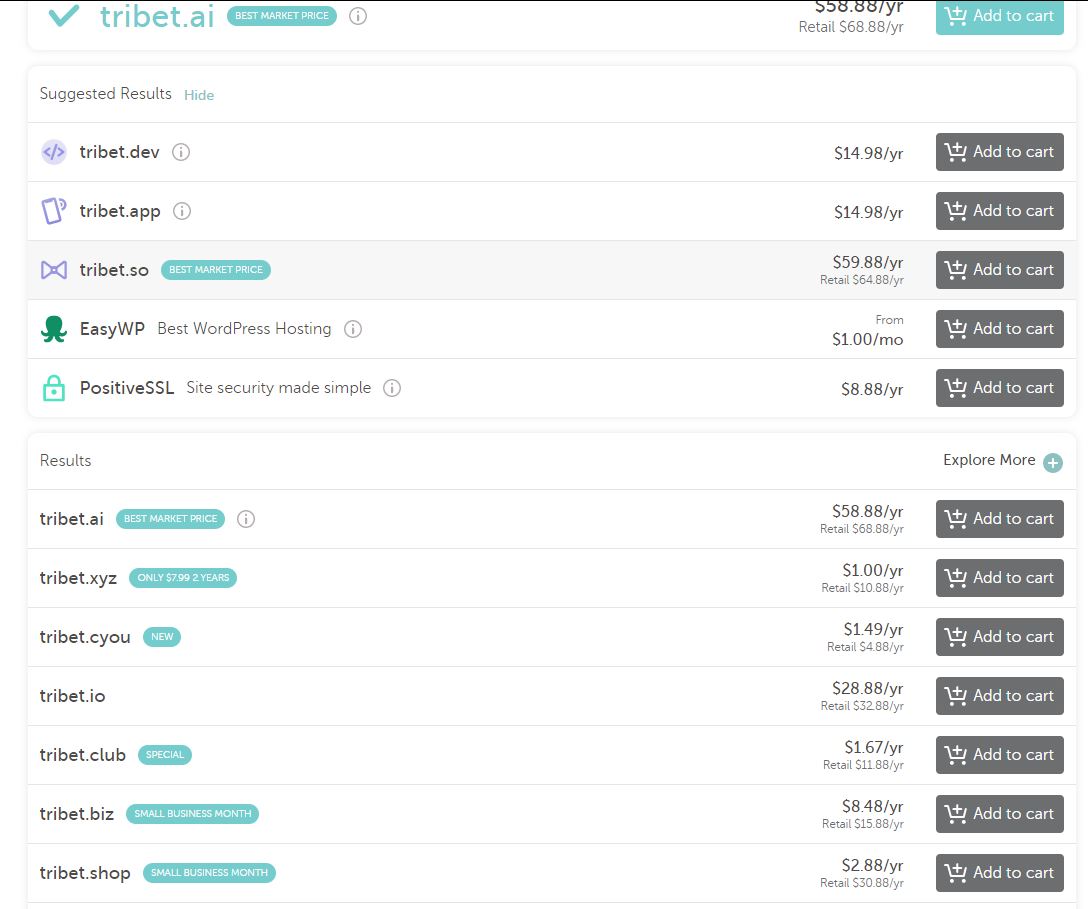 tribet.ai BEST MARKET PRICE $58.88/yr Add to cart
Retail $68.88/yr
Suggested Results Hide
tribet.dev $14.98/yr Add to cart
tribet.app $14.98/yr Add to cart
tribet.so BEST MARKET PRICE $59.88/yr Add to cart
Retail $64.88/yr
EasyWP Best WordPress Hosting From
$1.00/mo Add to cart
PositiveSSL Site security made simple $8.88/yr Add to cart
Results Explore More
tribet.ai BEST MARKET PRICE $58.88/yr Add to cart
Retail $68.88/yr
tribet.xyz ONLY $7.99 2 YEARS $1.00/yr Add to cart
Retail $10.88/yr
tribet.cyou NEW $1.49/yr Add to cart
Retail $4.88/yr
tribet.io $28.88/yr Add to cart
Retail $32.88/yr
tribet.club SPECIAL $1.67/yr Add to cart
Retail $11.88/yr
tribet.biz SMALL BUSINESS MONTH $8.48/yr Add to cart
Retail $15.88/yr
tribet.shop SMALL BUSINESS MONTH $2.88/yr Add to cart
Retail $30.88/yr